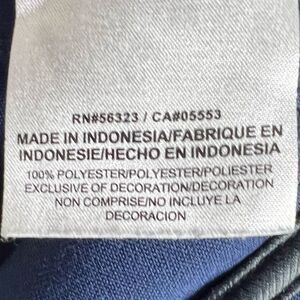 RN#56323 / CA#05553
MADE IN INDONESIA/FABRIQUE EN
INDONESIE/HECHO EN INDONESIA
100% POLYESTER/POLYESTER/POLIESTER
EXCLUSIVE OF DECORATION/DECORATION
NON COMPRISE/NO INCLUYE LA
DECORACION